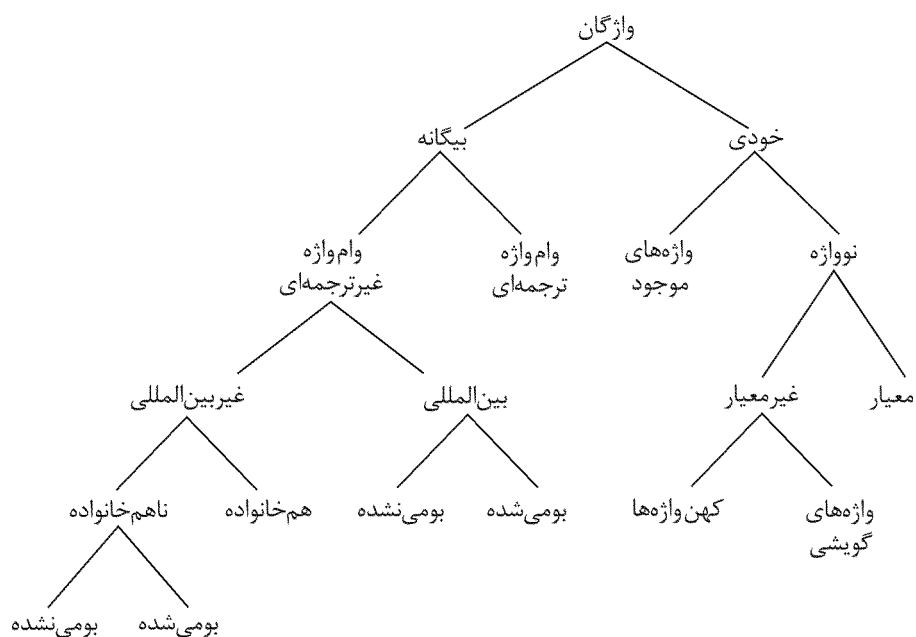 واژگان
خودی
بیگانه
نوواژه
واژه‌های
موجود
وام‌واژه
ترجمه‌ای
وام‌واژه
غیرترجمه‌ای
معیار
غیرمعیار
بین‌المللی
غیربین‌المللی
واژه‌های
گویشی
کهن‌واژه‌ها
بومی‌شده
بومی‌نشده
هم‌خانواده
ناهم‌خانواده
بومی‌شده
بومی‌نشده